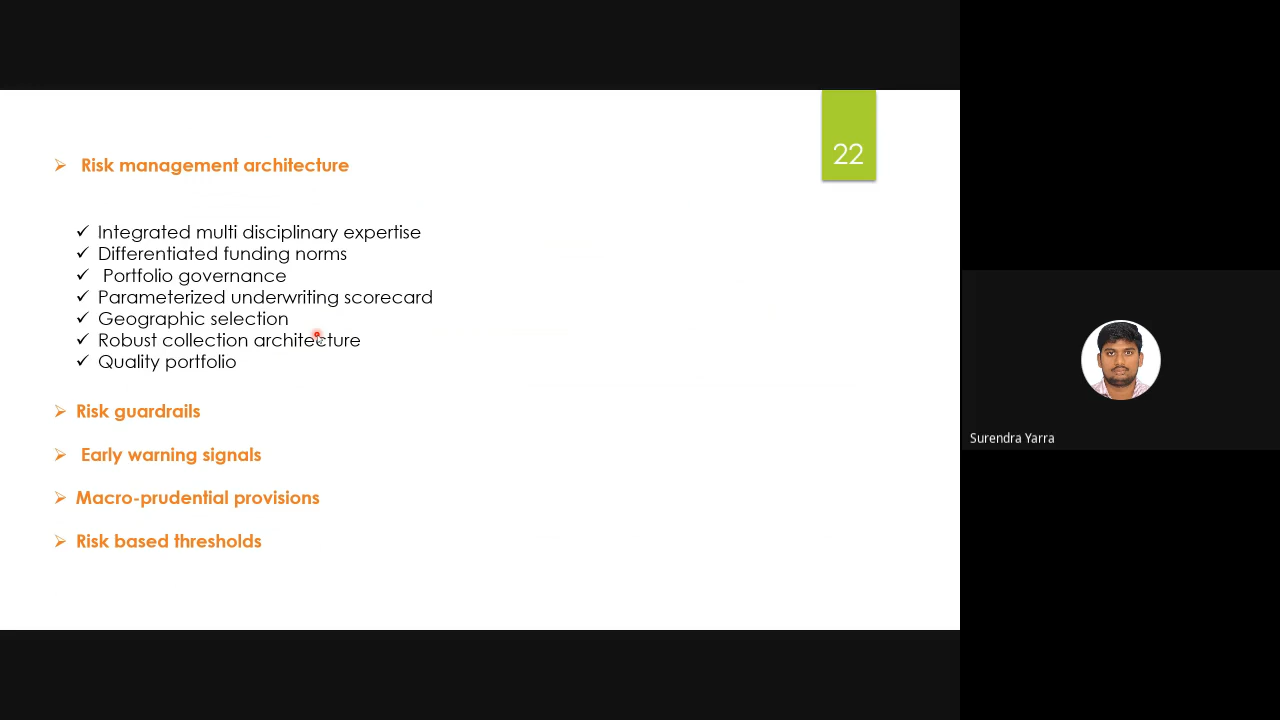 22
➢ Risk management architecture
✓ Integrated multi disciplinary expertise
✓ Differentiated funding norms
✓ Portfolio governance
✓ Parameterized underwriting scorecard
✓ Geographic selection
✓ Robust collection architecture
✓ Quality portfolio
➢ Risk guardrails
➢ Early warning signals
➢ Macro-prudential provisions
➢ Risk based thresholds
Surendra Yarra